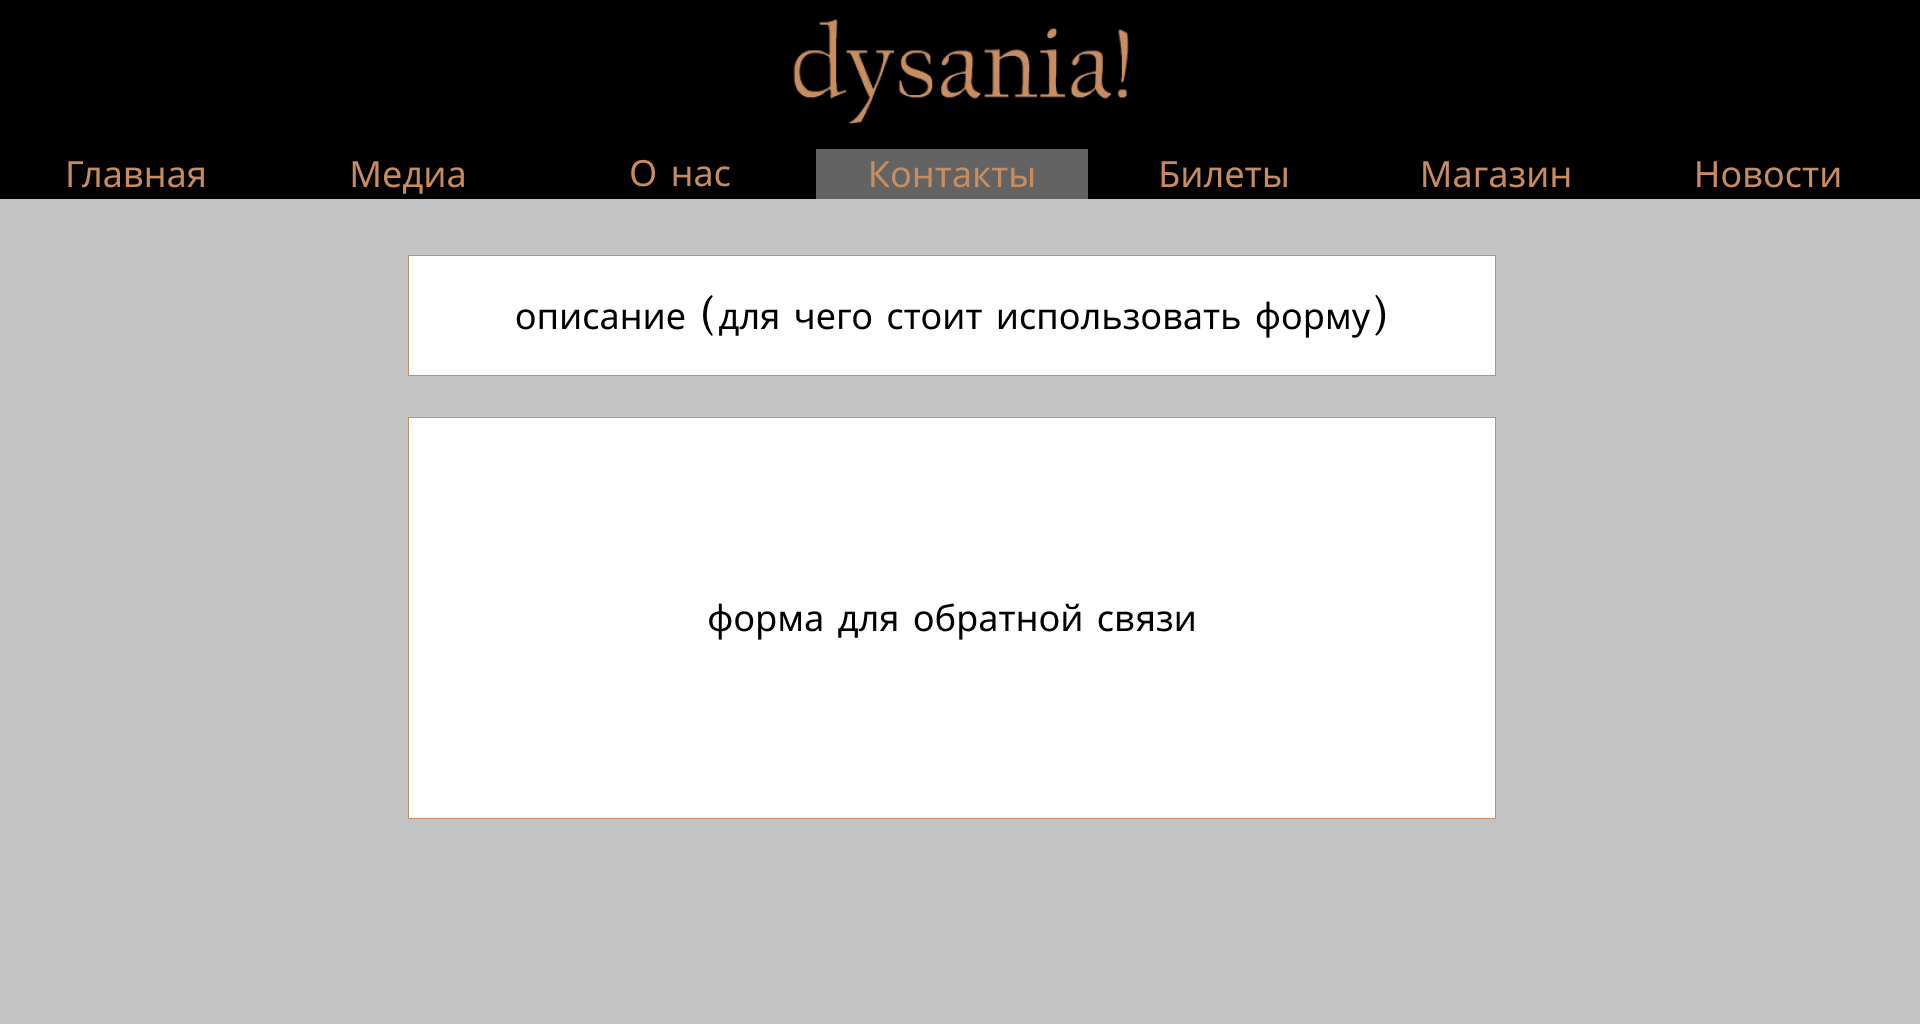 dysania!
Главная Медиа О нас Контакты Билеты Магазин Новости
описание (для чего стоит использовать форму)
форма для обратной связи